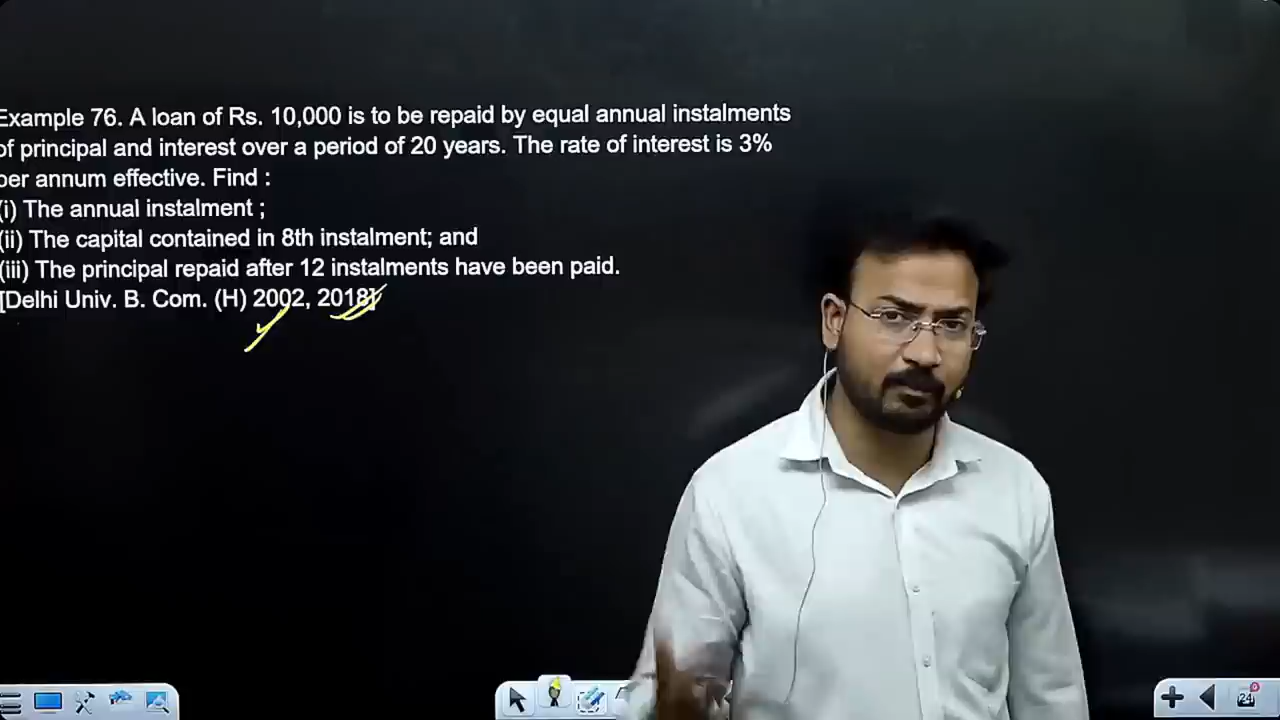 Example 76. A loan of Rs. 10,000 is to be repaid by equal annual instalments
of principal and interest over a period of 20 years. The rate of interest is 3%
per annum effective. Find :
(i) The annual instalment ;
(ii) The capital contained in 8th instalment; and
(iii) The principal repaid after 12 instalments have been paid.
[Delhi Univ. B. Com. (H) 2002, 2018]
24